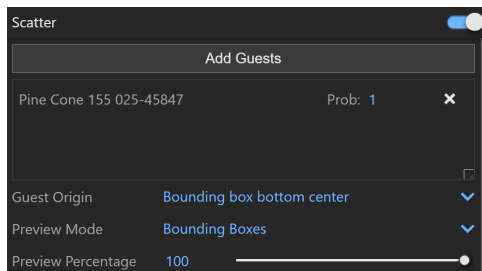 Scatter
Add Guests
Pine Cone 155 025-45847 Prob: 1
Guest Origin Bounding box bottom center
Preview Mode Bounding Boxes
Preview Percentage 100